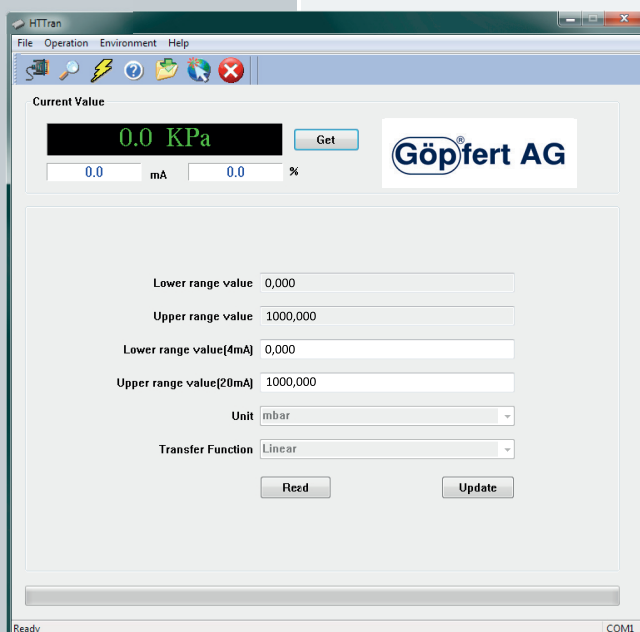 HTTran
File Operation Environment Help
Current Value
0.0 KPa
Get
0.0 mA 0.0 %
Göp®fert AG
Lower range value 0,000
Upper range value 1000,000
Lower range value(4mA) 0,000
Upper range value(20mA) 1000,000
Unit mbar
Transfer Function Linear
Read Update
Ready COM1